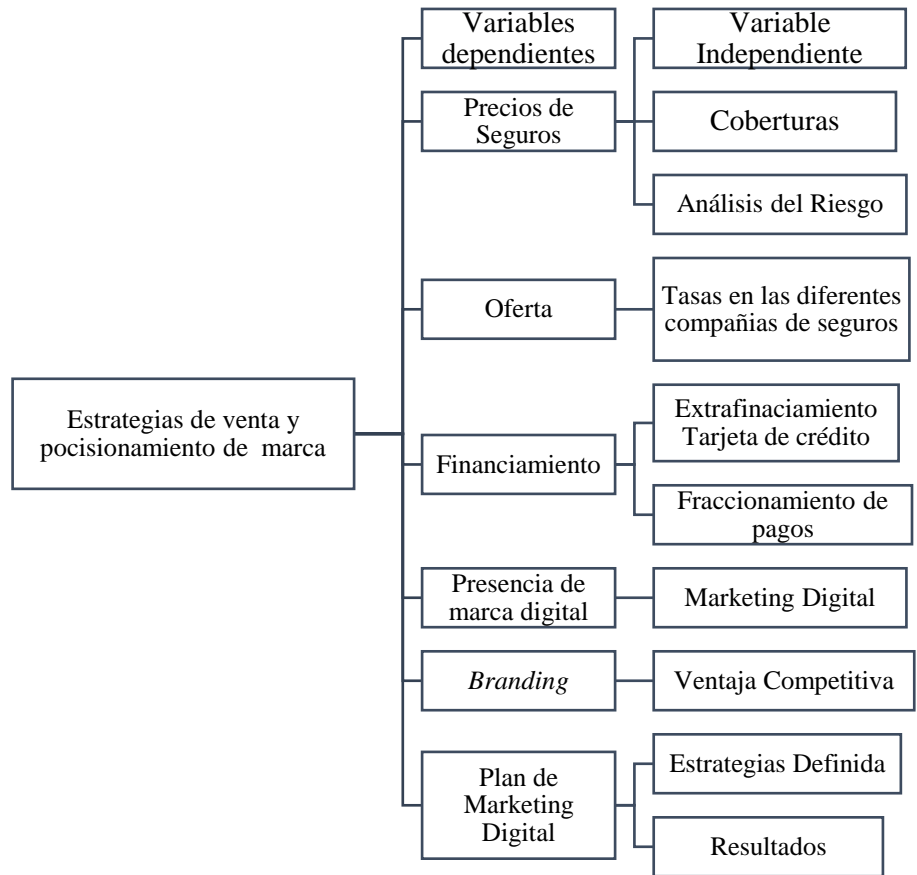 Estrategias de venta y
pocisionamiento de marca
Variables
dependientes
Variable
Independiente
Precios de
Seguros
Coberturas
Análisis del Riesgo
Oferta
Tasas en las diferentes
compañias de seguros
Financiamiento
Extrafinaciamiento
Tarjeta de crédito
Fraccionamiento de
pagos
Presencia de
marca digital
Marketing Digital
Branding
Ventaja Competitiva
Plan de
Marketing
Digital
Estrategias Definida
Resultados